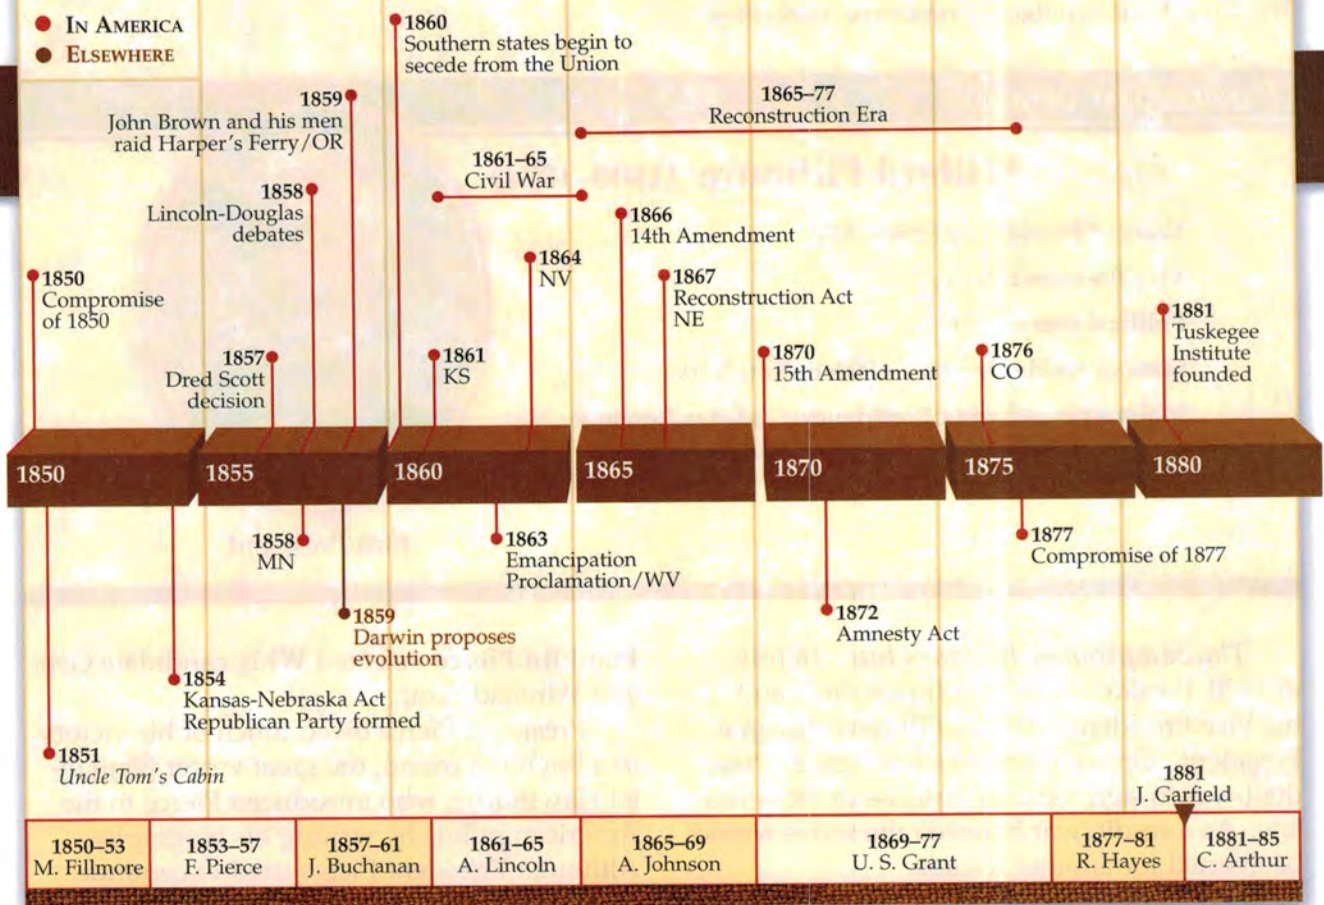 IN AMERICA
ELSEWHERE
1860
Southern states begin to
secede from the Union
1859
John Brown and his men
raid Harper's Ferry/OR
1865–77
Reconstruction Era
1861–65
Civil War
1858
Lincoln-Douglas
debates
1866
14th Amendment
1864
NV
1850
Compromise
of 1850
1867
Reconstruction Act
NE
1881
Tuskegee
Institute
founded
1857
Dred Scott
decision
1861
KS
1870
15th Amendment
1876
CO
1850
1855
1860
1865
1870
1875
1880
1858
MN
1863
Emancipation
Proclamation/WV
1877
Compromise of 1877
1859
Darwin proposes
evolution
1872
Amnesty Act
1854
Kansas-Nebraska Act
Republican Party formed
1851
Uncle Tom's Cabin
1881
J. Garfield
1850–53
M. Fillmore
1853–57
F. Pierce
1857–61
J. Buchanan
1861–65
A. Lincoln
1865–69
A. Johnson
1869–77
U. S. Grant
1877–81
R. Hayes
1881–85
C. Arthur